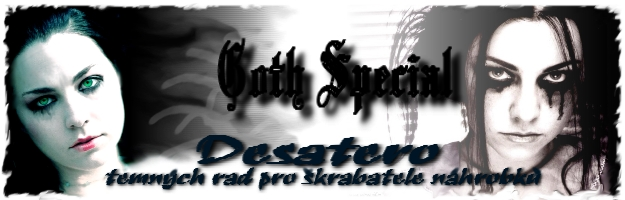 Goth Special
Desatero
temných rad pro škrabatele náhrobků